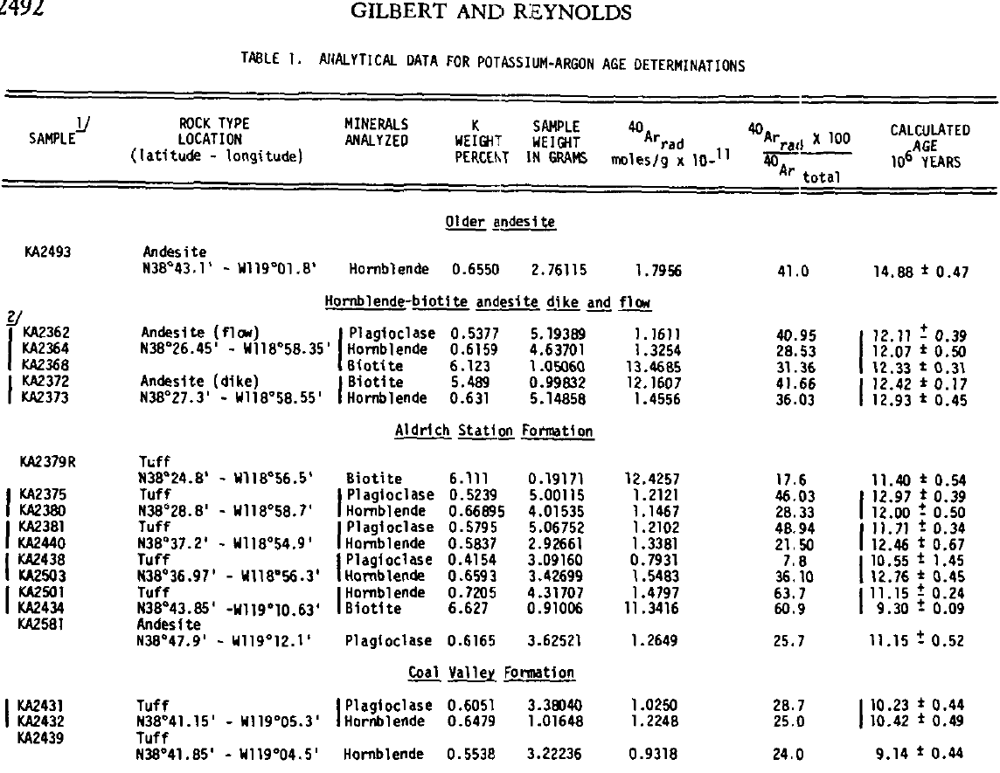 2492
GILBERT AND REYNOLDS
TABLE 1. ANALYTICAL DATA FOR POTASSIUM-ARGON AGE DETERMINATIONS
SAMPLE 1/ ROCK TYPE LOCATION (latitude - longitude) MINERALS ANALYZED K WEIGHT PERCENT SAMPLE WEIGHT IN GRAMS 40Ar rad moles/g x 10-11 40Ar rad X 100 / 40Ar total CALCULATED AGE 10^6 YEARS
Older andesite
KA2493 Andesite
N38°43.1' - W119°01.8' Hornblende 0.6550 2.76115 1.7956 41.0 14.88 ± 0.47
Hornblende-biotite andesite dike and flow
2/
KA2362 Andesite (flow) Plagioclase 0.5377 5.19389 1.1611 40.95 12.11 ± 0.39
KA2364 N38°26.45' - W118°58.35' Hornblende 0.6159 4.63701 1.3254 28.53 12.07 ± 0.50
KA2368 Biotite 6.123 1.05060 13.4685 31.36 12.33 ± 0.31
KA2372 Andesite (dike) Biotite 5.489 0.99832 12.1607 41.66 12.42 ± 0.17
KA2373 N38°27.3' - W118°58.55' Hornblende 0.631 5.14858 1.4556 36.03 12.93 ± 0.45
Aldrich Station Formation
KA2379R Tuff
N38°24.8' - W118°56.5' Biotite 6.111 0.19171 12.4257 17.6 11.40 ± 0.54
KA2375 Tuff Plagioclase 0.5239 5.00115 1.2121 46.03 12.97 ± 0.39
KA2380 N38°28.8' - W118°58.7' Hornblende 0.66895 4.01535 1.1467 28.33 12.00 ± 0.50
KA2381 Tuff Plagioclase 0.5795 5.06752 1.2102 48.94 11.71 ± 0.34
KA2440 N38°37.2' - W118°54.9' Hornblende 0.5837 2.92661 1.3381 21.50 12.46 ± 0.67
KA2438 Tuff Plagioclase 0.4154 3.09160 0.7931 7.8 10.55 ± 1.45
KA2503 N38°36.97' - W118°56.3' Hornblende 0.6593 3.42699 1.5483 36.10 12.76 ± 0.45
KA2501 Tuff Hornblende 0.7205 4.31707 1.4797 63.7 11.15 ± 0.24
KA2434 N38°43.85' -W119°10.63' Biotite 6.627 0.91006 11.3416 60.9 9.30 ± 0.09
KA2581 Andesite
N38°47.9' - W119°12.1' Plagioclase 0.6165 3.62521 1.2649 25.7 11.15 ± 0.52
Coal Valley Formation
KA2431 Tuff Plagioclase 0.6051 3.38040 1.0250 28.7 10.23 ± 0.44
KA2432 N38°41.15' - W119°05.3' Hornblende 0.6479 1.01648 1.2248 25.0 10.42 ± 0.49
KA2439 Tuff
N38°41.85' - W119°04.5' Hornblende 0.5538 3.22236 0.9318 24.0 9.14 ± 0.44